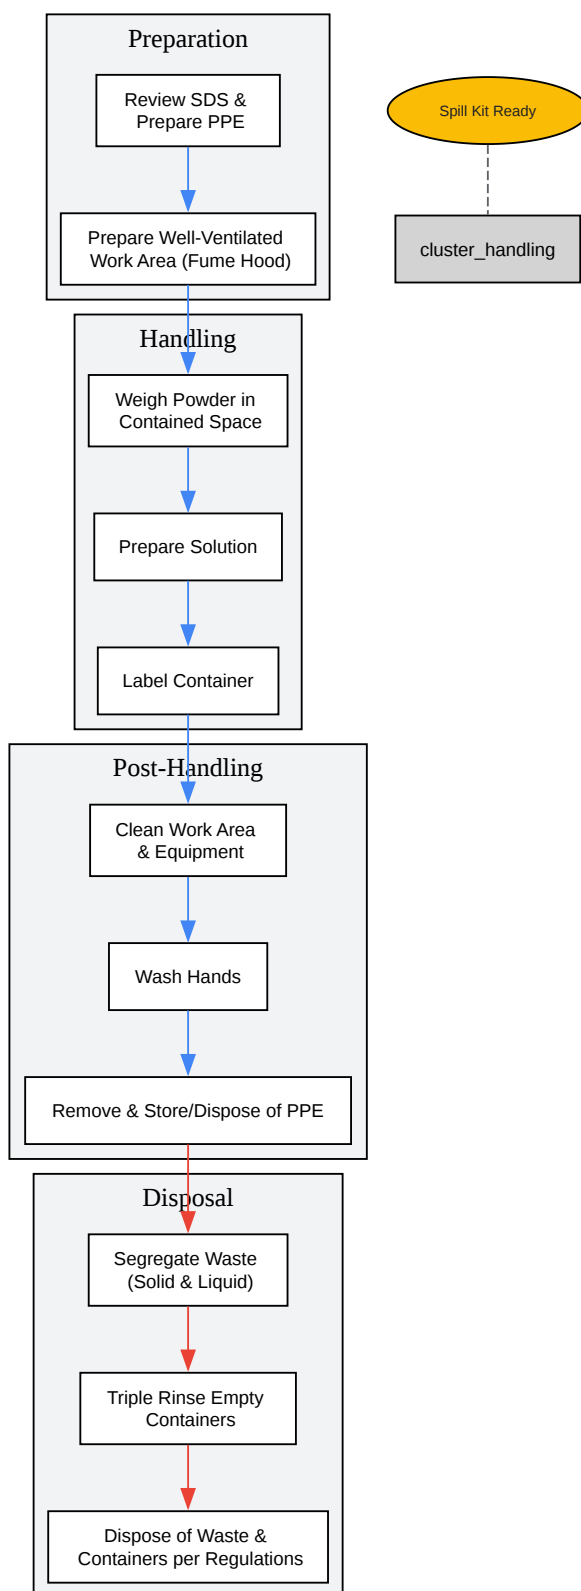 Preparation
Review SDS &
Prepare PPE
Prepare Well-Ventilated
Work Area (Fume Hood)
Spill Kit Ready
cluster_handling
Handling
Weigh Powder in
Contained Space
Prepare Solution
Label Container
Post-Handling
Clean Work Area
& Equipment
Wash Hands
Remove & Store/Dispose of PPE
Disposal
Segregate Waste
(Solid & Liquid)
Triple Rinse Empty
Containers
Dispose of Waste &
Containers per Regulations